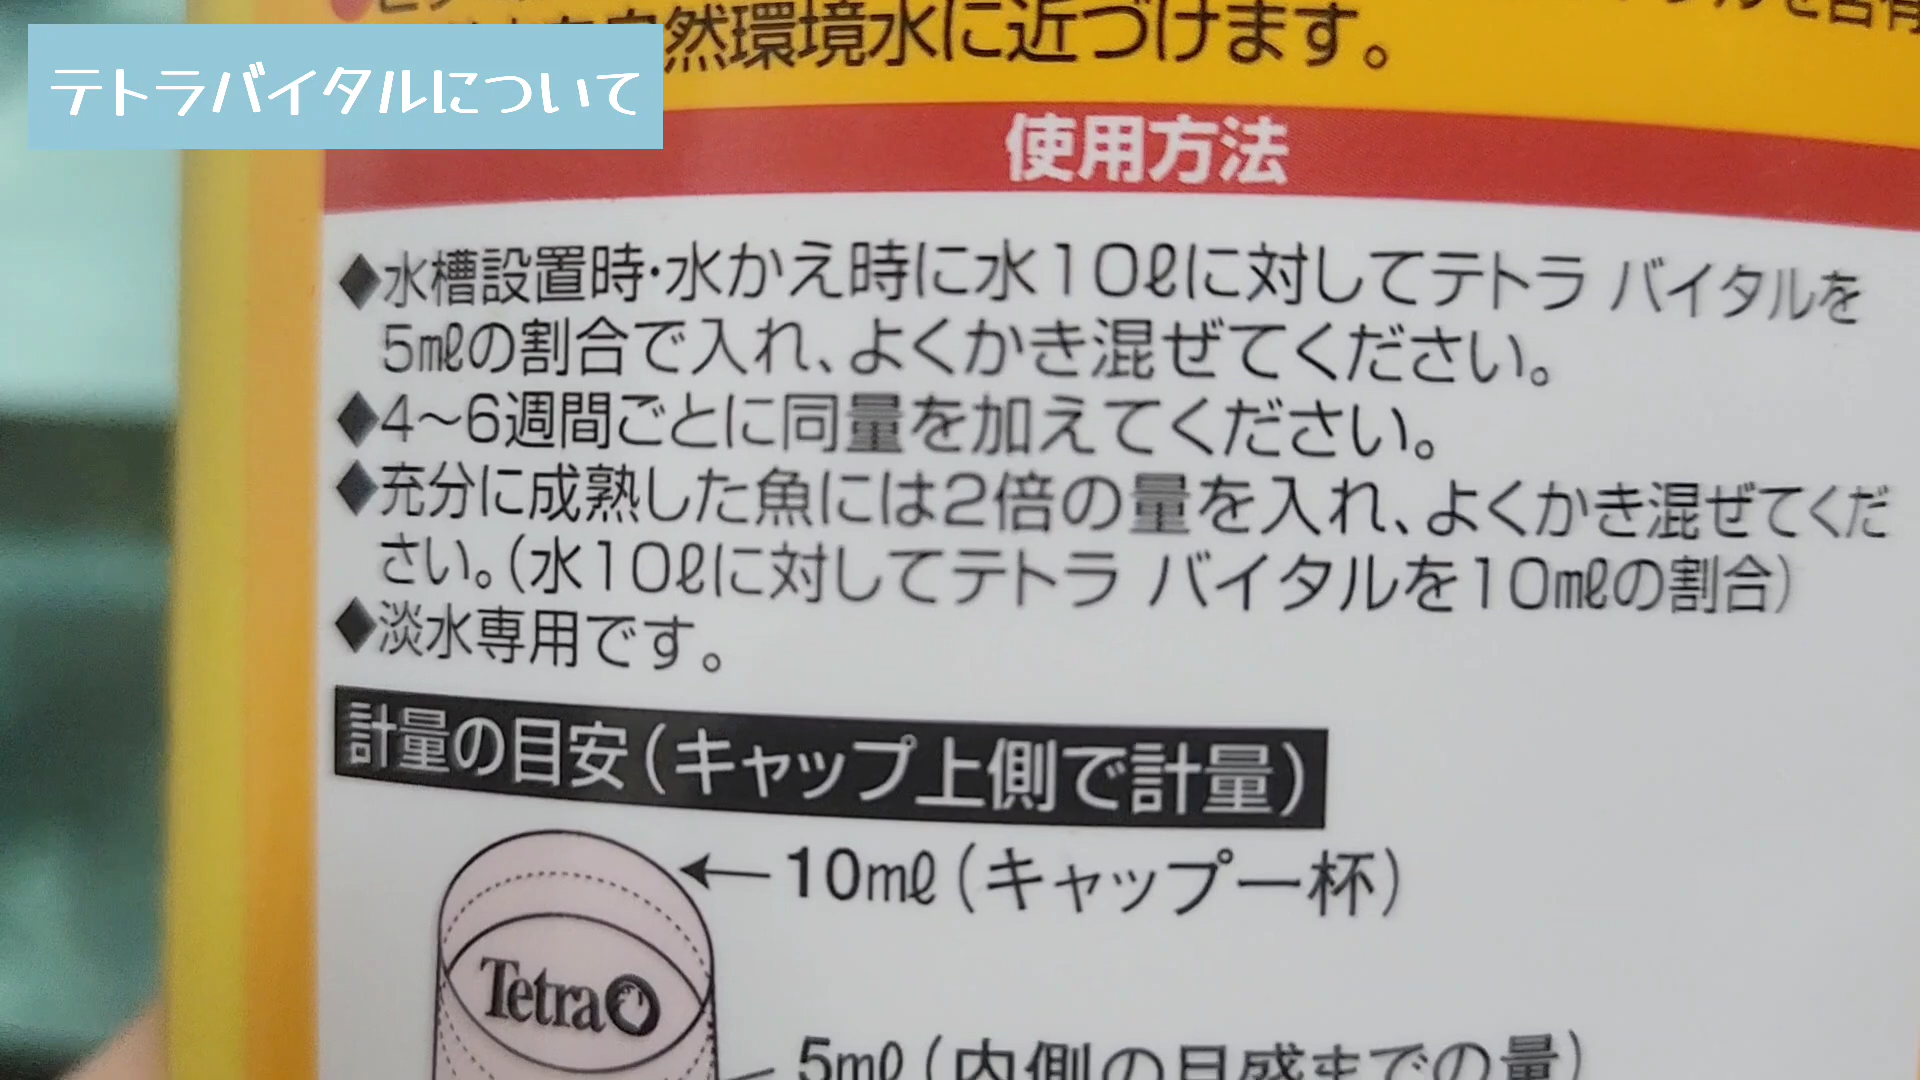 テトラバイタルについて
自然環境水に近づけます。
使用方法
◆水槽設置時・水かえ時に水10ℓに対してテトラ バイタルを
5mℓの割合で入れ、よくかき混ぜてください。
◆4〜6週間ごとに同量を加えてください。
◆充分に成熟した魚には2倍の量を入れ、よくかき混ぜてくだ
さい。(水10ℓに対してテトラ バイタルを10mℓの割合)
◆淡水専用です。
計量の目安(キャップ上側で計量)
10mℓ(キャップ一杯)
Tetra
5mℓ(内側の目盛までの量)